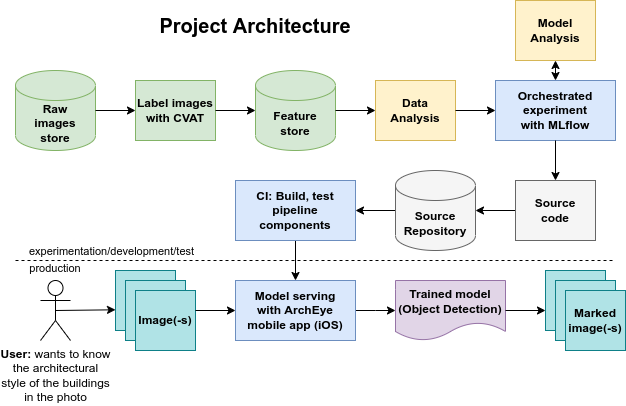 Project Architecture
Model
Analysis
Raw
images
store
Label images
with CVAT
Feature
store
Data
Analysis
Orchestrated
experiment
with MLflow
CI: Build, test
pipeline
components
Source
Repository
Source
code
experimentation/development/test
production
Image(-s)
Model serving
with ArchEye
mobile app (iOS)
Trained model
(Object Detection)
Marked
image(-s)
User: wants to know
the architectural
style of the buildings
in the photo